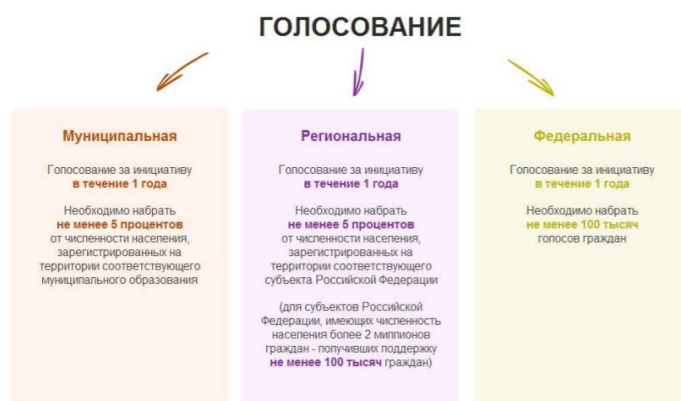 ГОЛОСОВАНИЕ
Муниципальная
Голосование за инициативу
в течение 1 года
Необходимо набрать
не менее 5 процентов
от численности населения,
зарегистрированных на
территории соответствующего
муниципального образования
Региональная
Голосование за инициативу
в течение 1 года
Необходимо набрать
не менее 5 процентов
от численности населения,
зарегистрированных на
территории соответствующего
субъекта Российской Федерации
(для субъектов Российской
Федерации, имеющих численность
населения более 2 миллионов
граждан - получивших поддержку
не менее 100 тысяч граждан)
Федеральная
Голосование за инициативу
в течение 1 года
Необходимо набрать
не менее 100 тысяч
голосов граждан